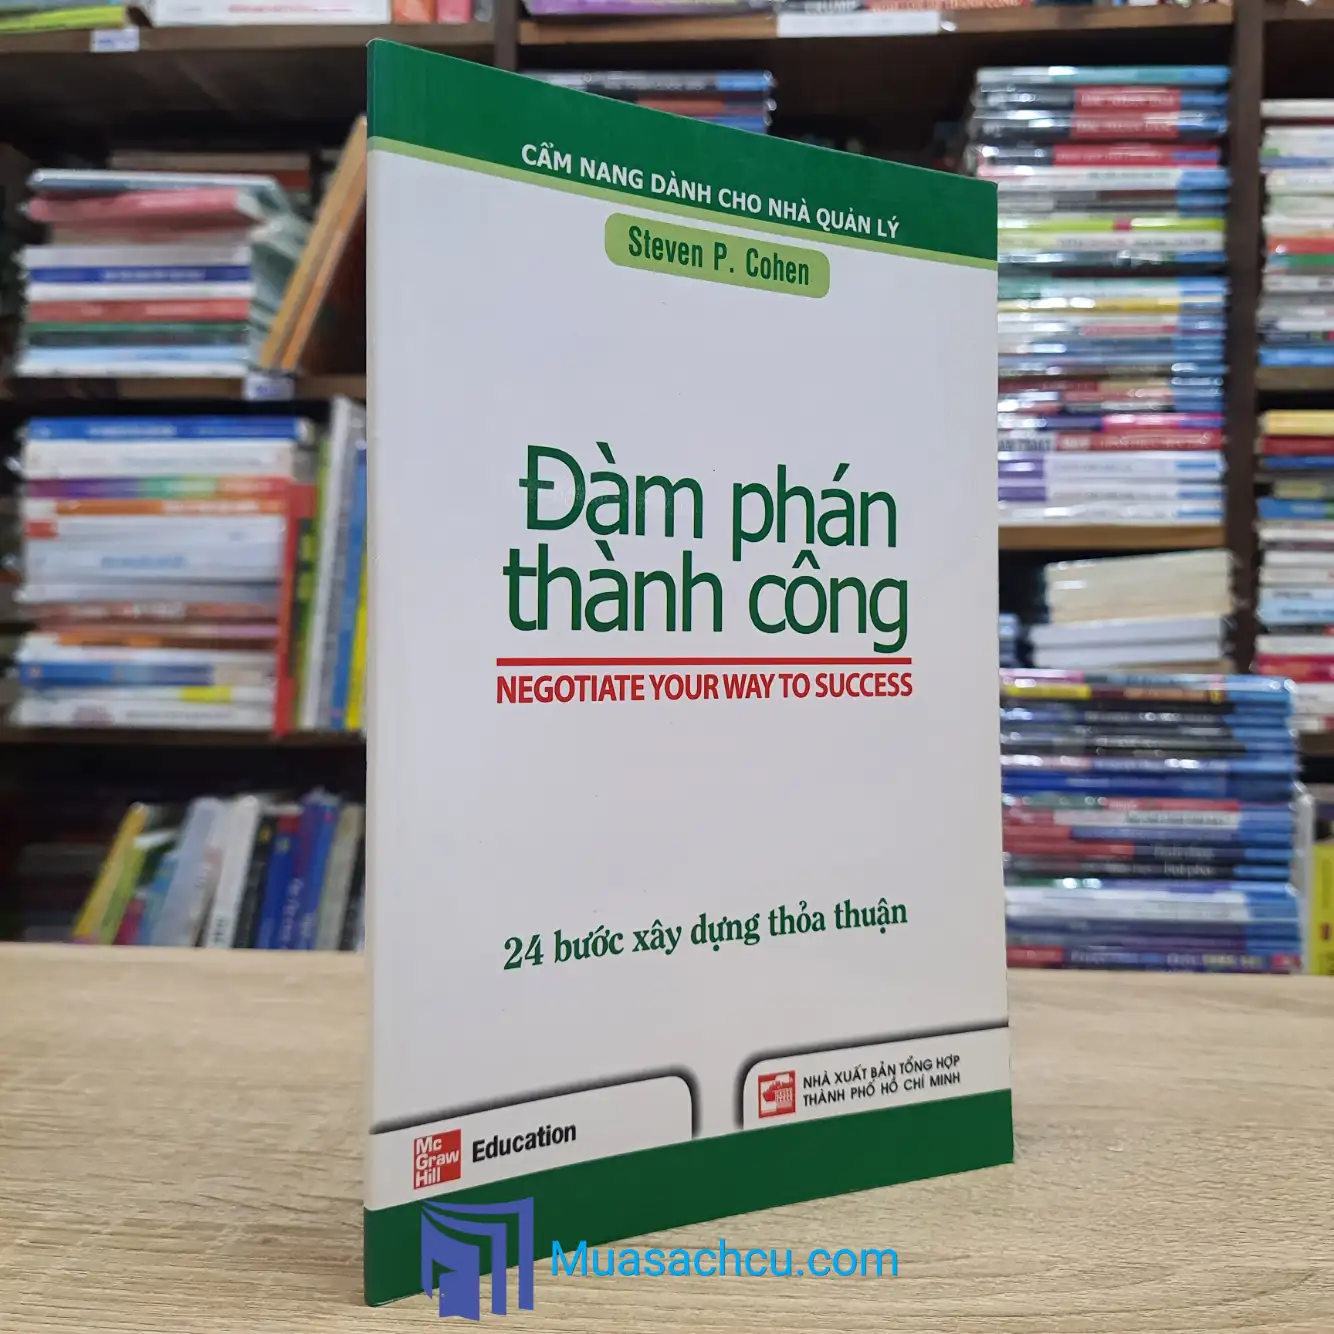 CẨM NANG DÀNH CHO NHÀ QUẢN LÝ
Steven P. Cohen
Đàm phán
thành công
NEGOTIATE YOUR WAY TO SUCCESS
24 bước xây dựng thỏa thuận
Mc
Graw
Hill
Education
NHÀ XUẤT BẢN TỔNG HỢP
THÀNH PHỐ HỒ CHÍ MINH
Muasachcu.com